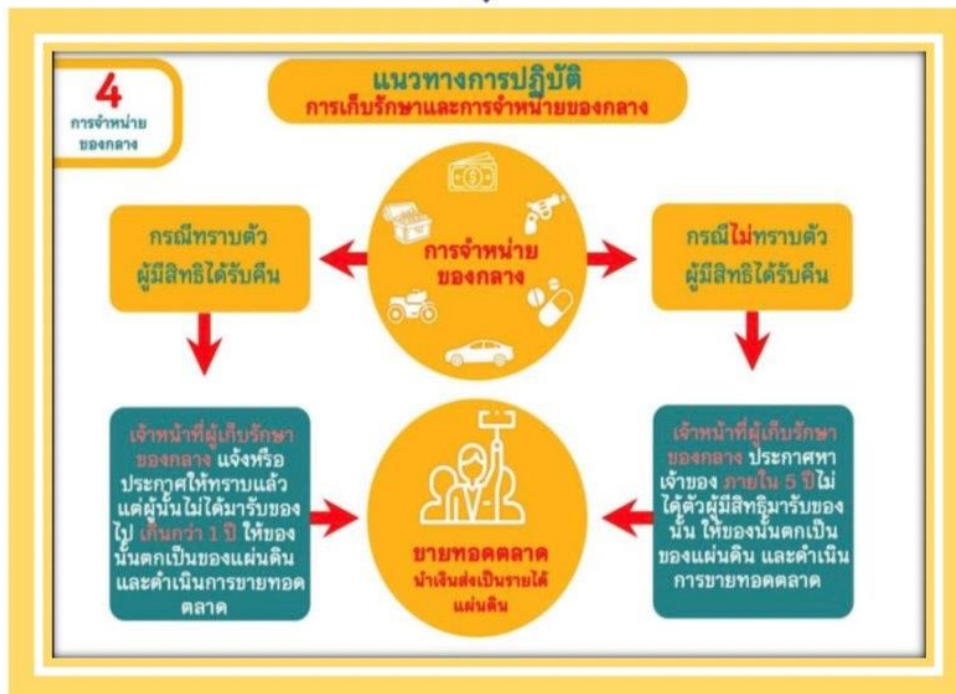 4
การจำหน่าย
ของกลาง
แนวทางการปฏิบัติ
การเก็บรักษาและการจำหน่ายของกลาง
กรณีทราบตัว
ผู้มีสิทธิได้รับคืน
การจำหน่าย
ของกลาง
กรณีไม่ทราบตัว
ผู้มีสิทธิได้รับคืน
เจ้าหน้าที่ผู้เก็บรักษา
ของกลาง แจ้งหรือ
ประกาศให้ทราบแล้ว
แต่ผู้นั้นไม่ได้มารับของ
ไป เกินกว่า 1 ปี ให้ของ
นั้นตกเป็นของแผ่นดิน
และดำเนินการขายทอด
ตลาด
ขายทอดตลาด
นำเงินส่งเป็นรายได้
แผ่นดิน
เจ้าหน้าที่ผู้เก็บรักษา
ของกลาง ประกาศหา
เจ้าของ ภายใน 5 ปีไม่
ได้ตัวผู้มีสิทธิมารับของ
นั้น ให้ของนั้นตกเป็น
ของแผ่นดิน และดำเนิน
การขายทอดตลาด